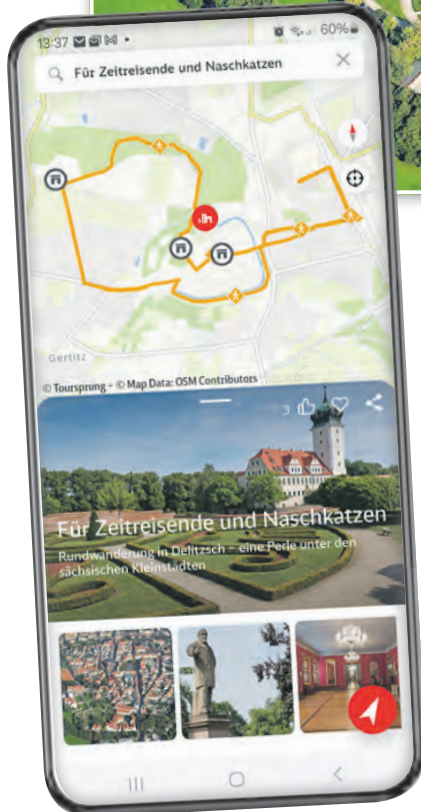 13:37
60%
Für Zeitreisende und Naschkatzen
Gertitz
© Toursprung - © Map Data: OSM Contributors
3
Für Zeitreisende und Naschkatzen
Rundwanderung in Delitzsch – eine Perle unter den
sächsischen Kleinstädten